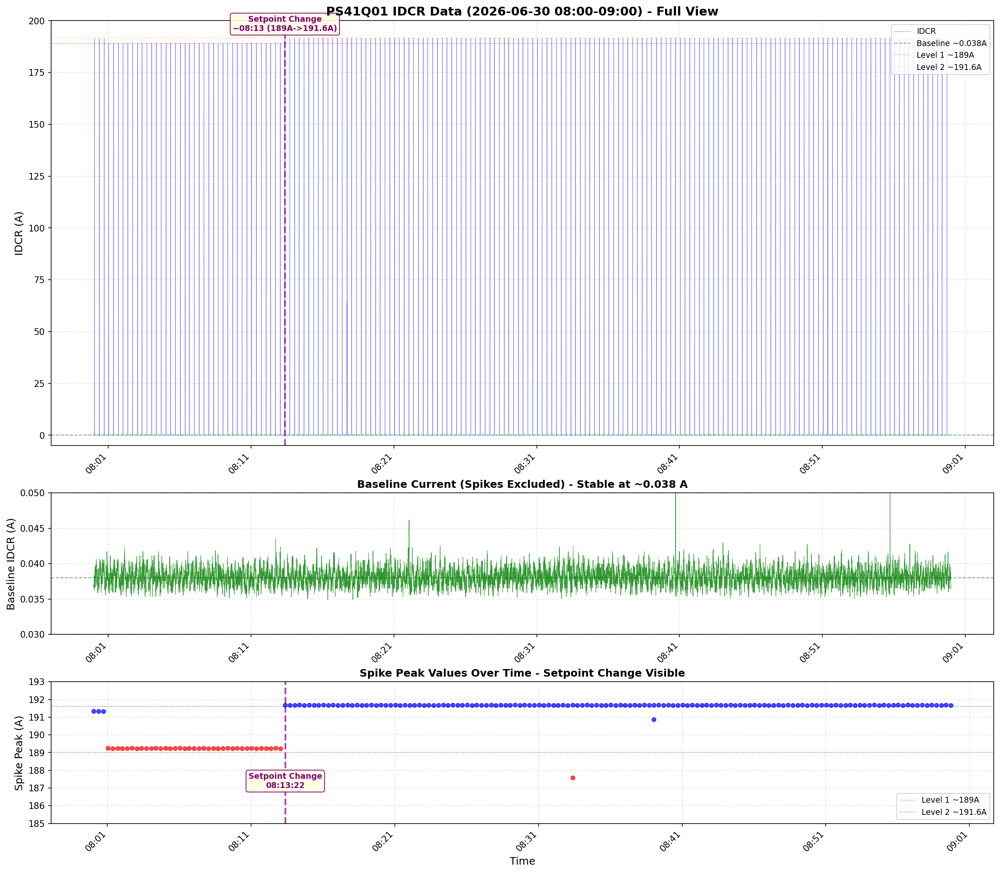 PS41Q01 IDCR Data (2026-06-30 08:00-09:00) - Full View
Setpoint Change
~08:13 (189A->191.6A)
IDCR
Baseline ~0.038A
Level 1 ~189A
Level 2 ~191.6A
IDCR (A)
200
175
150
125
100
75
50
25
0
08:01
08:11
08:21
08:31
08:41
08:51
09:01
Baseline Current (Spikes Excluded) - Stable at ~0.038 A
Baseline IDCR (A)
0.050
0.045
0.040
0.035
0.030
08:01
08:11
08:21
08:31
08:41
08:51
09:01
Spike Peak Values Over Time - Setpoint Change Visible
Spike Peak (A)
193
192
191
190
189
188
187
186
185
Setpoint Change
08:13:22
Level 1 ~189A
Level 2 ~191.6A
08:01
08:11
08:21
08:31
08:41
08:51
09:01
Time